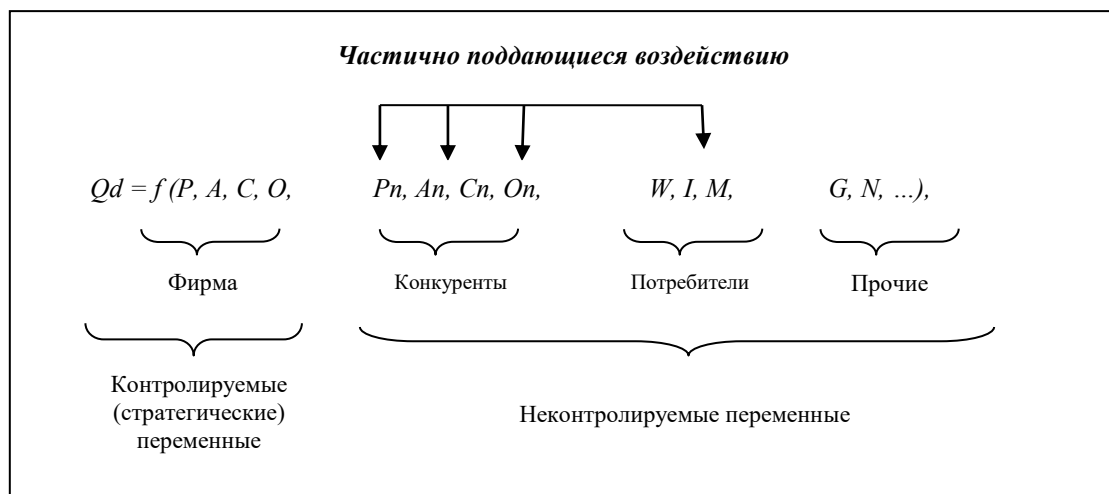 Частично поддающиеся воздействию
Qd = f (P, A, C, O, Pn, An, Cn, On, W, I, M, G, N, ...),
Фирма Конкуренты Потребители Прочие
Контролируемые
(стратегические)
переменные
Неконтролируемые переменные